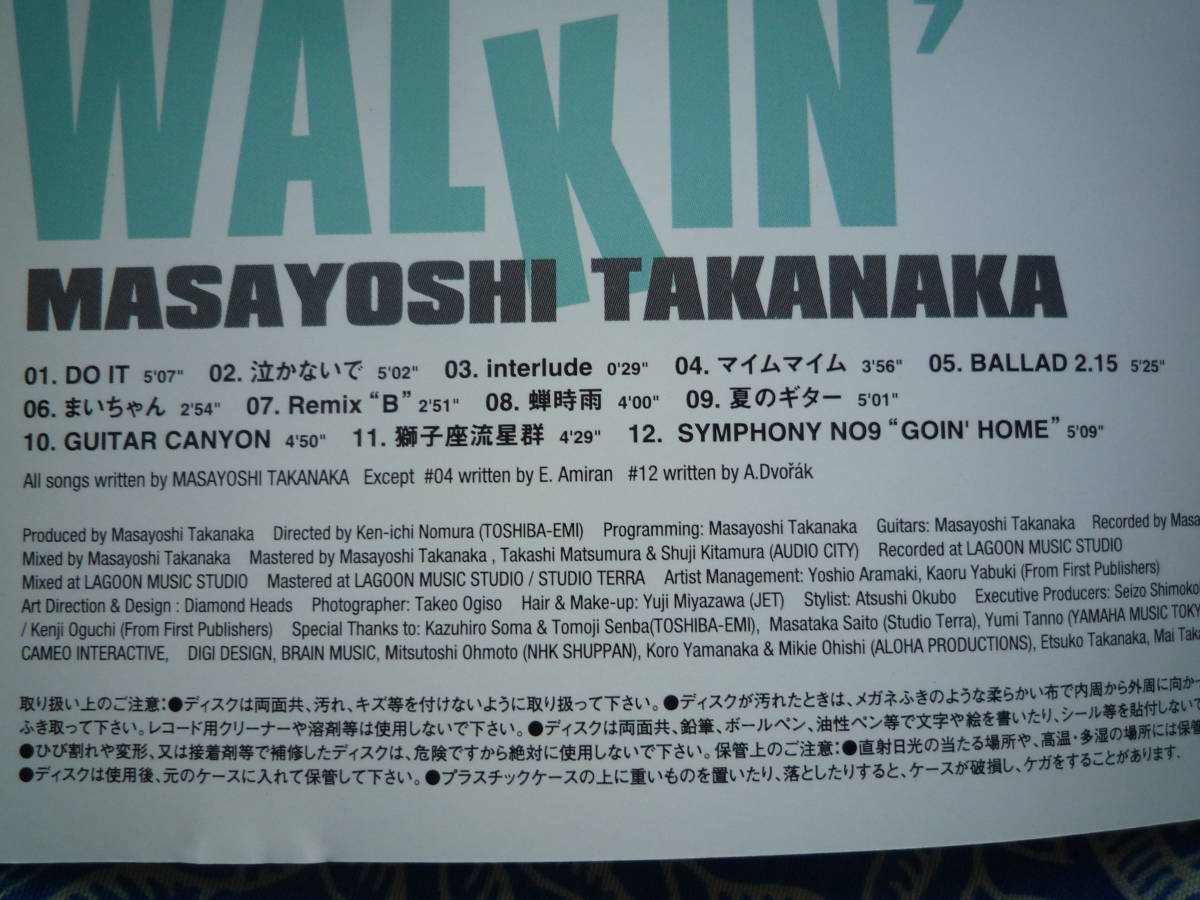 WALKIN'
MASAYOSHI TAKANAKA
01. DO IT 5'07" 02. 泣かないで 5'02" 03. interlude 0'29" 04. マイムマイム 3'56" 05. BALLAD 2.15 5'25"
06. まいちゃん 2'54" 07. Remix “B” 2'51" 08. 蝉時雨 4'00" 09. 夏のギター 5'01"
10. GUITAR CANYON 4'50" 11. 獅子座流星群 4'29" 12. SYMPHONY NO9 “GOIN' HOME” 5'09"
All songs written by MASAYOSHI TAKANAKA Except #04 written by E. Amiran #12 written by A.Dvořák
Produced by Masayoshi Takanaka Directed by Ken-ichi Nomura (TOSHIBA-EMI) Programming: Masayoshi Takanaka Guitars: Masayoshi Takanaka Recorded by Masa
Mixed by Masayoshi Takanaka Mastered by Masayoshi Takanaka , Takashi Matsumura & Shuji Kitamura (AUDIO CITY) Recorded at LAGOON MUSIC STUDIO
Mixed at LAGOON MUSIC STUDIO Mastered at LAGOON MUSIC STUDIO / STUDIO TERRA Artist Management: Yoshio Aramaki, Kaoru Yabuki (From First Publishers)
Art Direction & Design : Diamond Heads Photographer: Takeo Ogiso Hair & Make-up: Yuji Miyazawa (JET) Stylist: Atsushi Okubo Executive Producers: Seizo Shimoko
/ Kenji Oguchi (From First Publishers) Special Thanks to: Kazuhiro Soma & Tomoji Senba(TOSHIBA-EMI), Masataka Saito (Studio Terra), Yumi Tanno (YAMAHA MUSIC TOKY
CAMEO INTERACTIVE, DIGI DESIGN, BRAIN MUSIC, Mitsutoshi Ohmoto (NHK SHUPPAN), Koro Yamanaka & Mikie Ohishi (ALOHA PRODUCTIONS), Etsuko Takanaka, Mai Taka
取り扱い上のご注意:●ディスクは両面共、汚れ、キズ等を付けないように取り扱って下さい。●ディスクが汚れたときは、メガネふきのような柔らかい布で内周から外周に向かっ
ふき取って下さい。レコード用クリーナーや溶剤等は使用しないで下さい。●ディスクは両面共、鉛筆、ボールペン、油性ペン等で文字や絵を書いたり、シール等を貼付しないで
●ひび割れや変形、又は接着剤等で補修したディスクは、危険ですから絶対に使用しないで下さい。保管上のご注意:●直射日光の当たる場所や、高温・多湿の場所には保管
●ディスクは使用後、元のケースに入れて保管して下さい。●プラスチックケースの上に重いものを置いたり、落としたりすると、ケースが破損し、ケガをすることがあります.